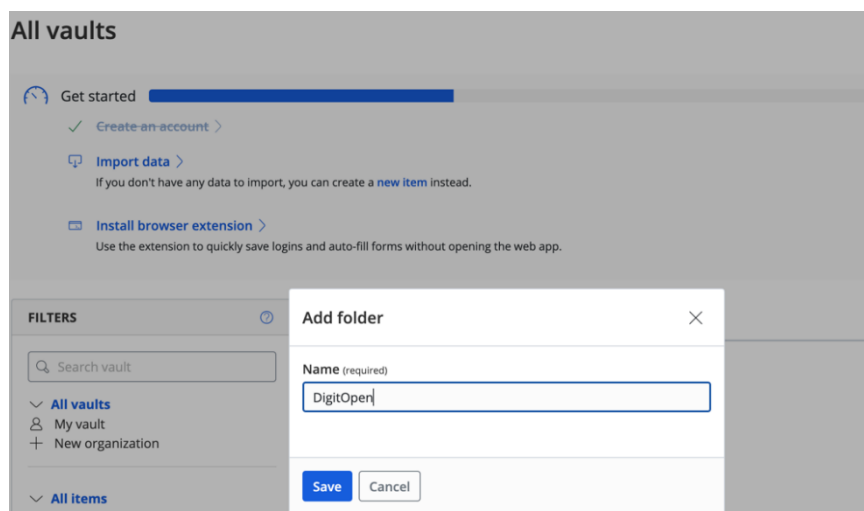 All vaults
Get started
Create an account
Import data
If you don't have any data to import, you can create a new item instead.
Install browser extension
Use the extension to quickly save logins and auto-fill forms without opening the web app.
FILTERS
Search vault
All vaults
My vault
New organization
All items
Add folder
Name (required)
DigitOpen
Save
Cancel